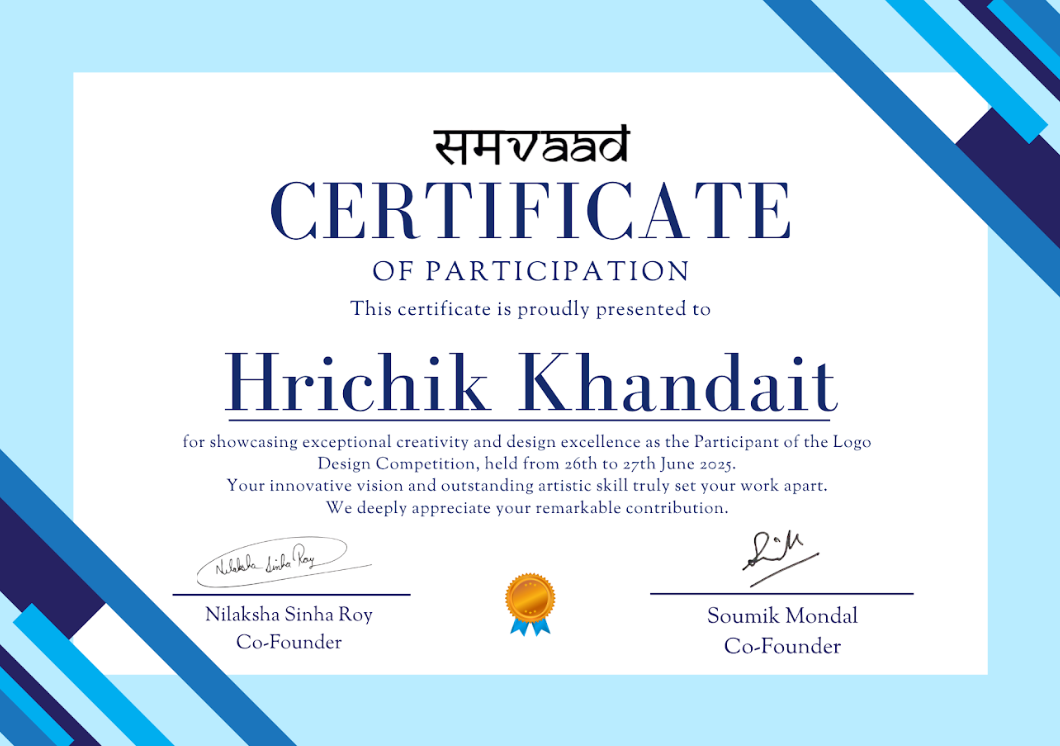 समvaad
CERTIFICATE
OF PARTICIPATION
This certificate is proudly presented to
Hrichik Khandait
for showcasing exceptional creativity and design excellence as the Participant of the Logo
Design Competition, held from 26th to 27th June 2025.
Your innovative vision and outstanding artistic skill truly set your work apart.
We deeply appreciate your remarkable contribution.
Nilaksha Sinha Roy
Nilaksha Sinha Roy
Co-Founder
Soumik Mondal
Co-Founder